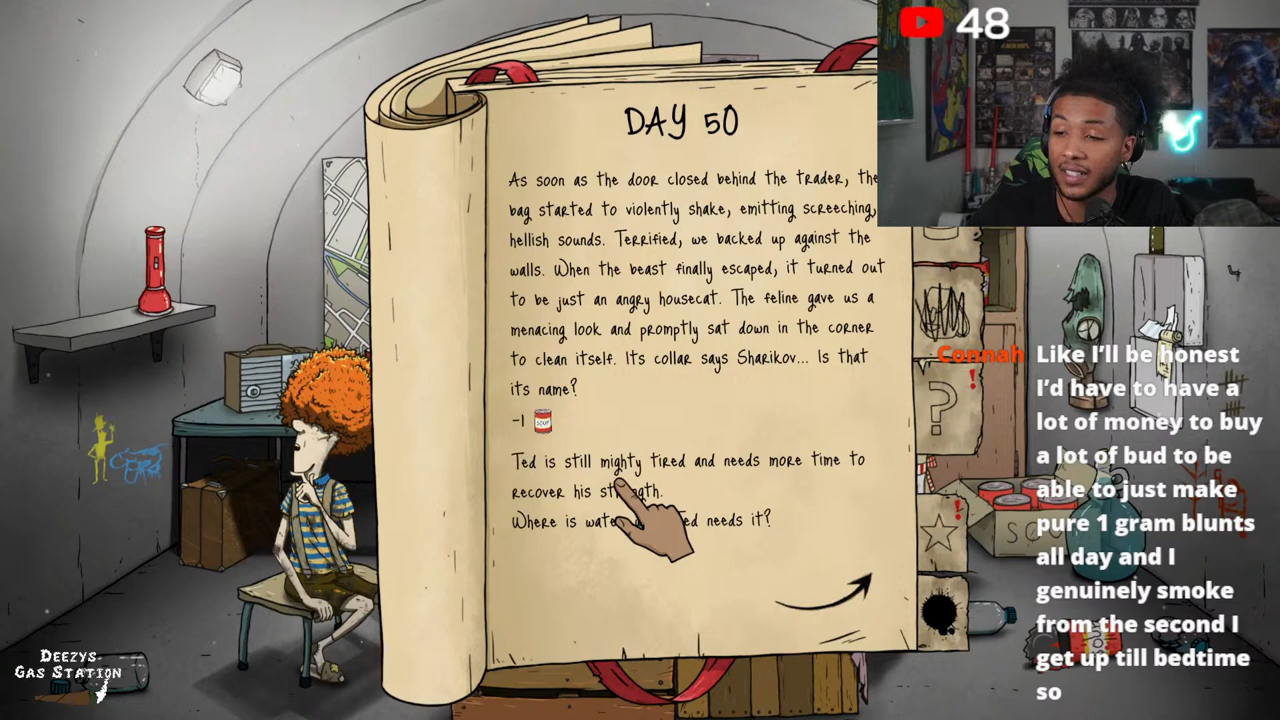 48
DAY 50
As soon as the door closed behind the trader, the
bag started to violently shake, emitting screeching,
hellish sounds. Terrified, we backed up against the
walls. When the beast finally escaped, it turned out
to be just an angry housecat. The feline gave us a
menacing look and promptly sat down in the corner
to clean itself. Its collar says Sharikov... Is that
its name?
-1
SOUP
Ted is still mighty tired and needs more time to
recover his strength.
Where is water? Ted needs it?
Connah Like I'll be honest
I'd have to have a
lot of money to buy
a lot of bud to be
able to just make
pure 1 gram blunts
all day and I
genuinely smoke
from the second I
get up till bedtime
so
DEEZYS
GAS STATION